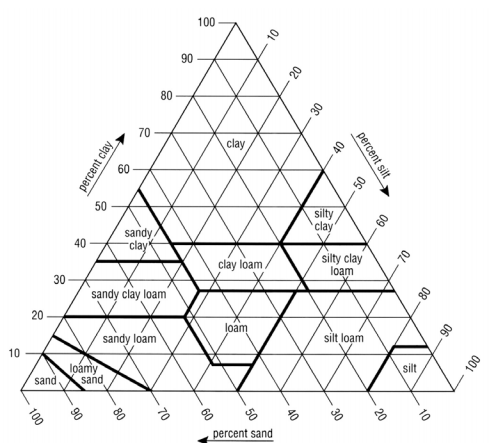 100
10
90
20
80
30
70
clay
40
percent clay
percent silt
60
50
50
silty
clay
60
sandy
clay
40
clay loam
silty clay
loam
70
30
sandy clay loam
80
20
sandy loam
loam
silt loam
90
10
loamy
sand
sand
silt
100
100
90
80
70
60
50
40
30
20
10
percent sand